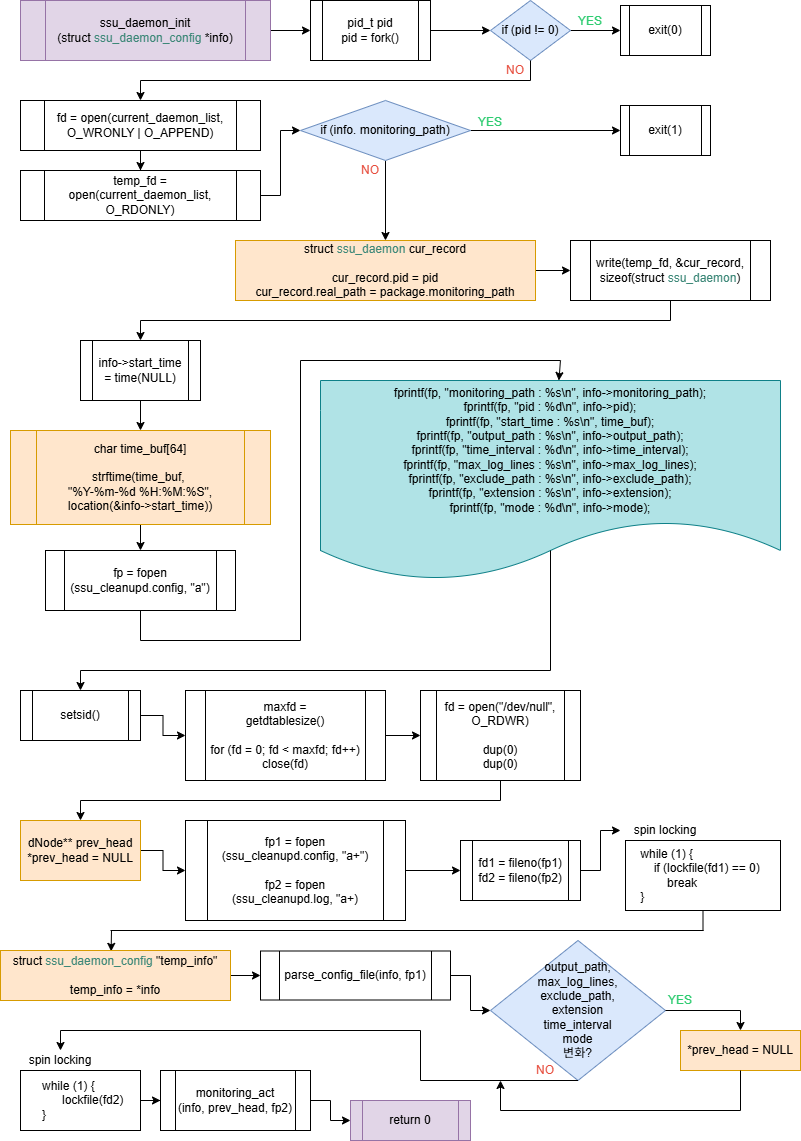 ssu_daemon_init
(struct ssu_daemon_config *info)
pid_t pid
pid = fork()
if (pid != 0)
YES
exit(0)
NO
fd = open(current_daemon_list,
O_WRONLY | O_APPEND)
if (info. monitoring_path)
YES
exit(1)
NO
temp_fd =
open(current_daemon_list,
O_RDONLY)
struct ssu_daemon cur_record
cur_record.pid = pid
cur_record.real_path = package.monitoring_path
write(temp_fd, &cur_record,
sizeof(struct ssu_daemon)
info->start_time
= time(NULL)
char time_buf[64]
strftime(time_buf,
"%Y-%m-%d %H:%M:%S",
location(&info->start_time))
fp = fopen
(ssu_cleanupd.config, "a")
fprintf(fp, "monitoring_path : %s\n", info->monitoring_path);
fprintf(fp, "pid : %d\n", info->pid);
fprintf(fp, "start_time : %s\n", time_buf);
fprintf(fp, "output_path : %s\n", info->output_path);
fprintf(fp, "time_interval : %d\n", info->time_interval);
fprintf(fp, "max_log_lines : %s\n", info->max_log_lines);
fprintf(fp, "exclude_path : %s\n", info->exclude_path);
fprintf(fp, "extension : %s\n", info->extension);
fprintf(fp, "mode : %d\n", info->mode);
setsid()
maxfd =
getdtablesize()
for (fd = 0; fd < maxfd; fd++)
close(fd)
fd = open("/dev/null",
O_RDWR)
dup(0)
dup(0)
dNode** prev_head
*prev_head = NULL
fp1 = fopen
(ssu_cleanupd.config, "a+")
fp2 = fopen
(ssu_cleanupd.log, "a+)
fd1 = fileno(fp1)
fd2 = fileno(fp2)
spin locking
while (1) {
if (lockfile(fd1) == 0)
break
}
struct ssu_daemon_config "temp_info"
temp_info = *info
parse_config_file(info, fp1)
output_path,
max_log_lines,
exclude_path,
extension
time_interval
mode
변화?
YES
*prev_head = NULL
NO
spin locking
while (1) {
lockfile(fd2)
}
monitoring_act
(info, prev_head, fp2)
return 0